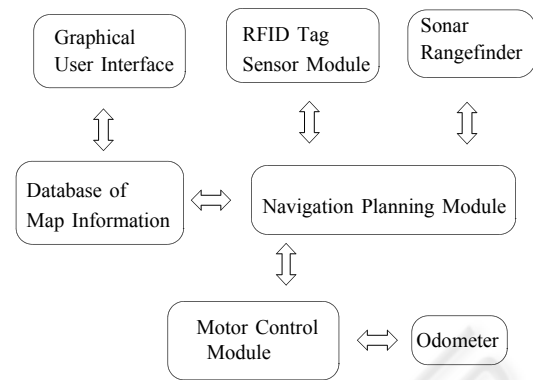 Graphical
User Interface
RFID Tag
Sensor Module
Sonar
Rangefinder
Database of
Map Information
Navigation Planning Module
Motor Control
Module
Odometer